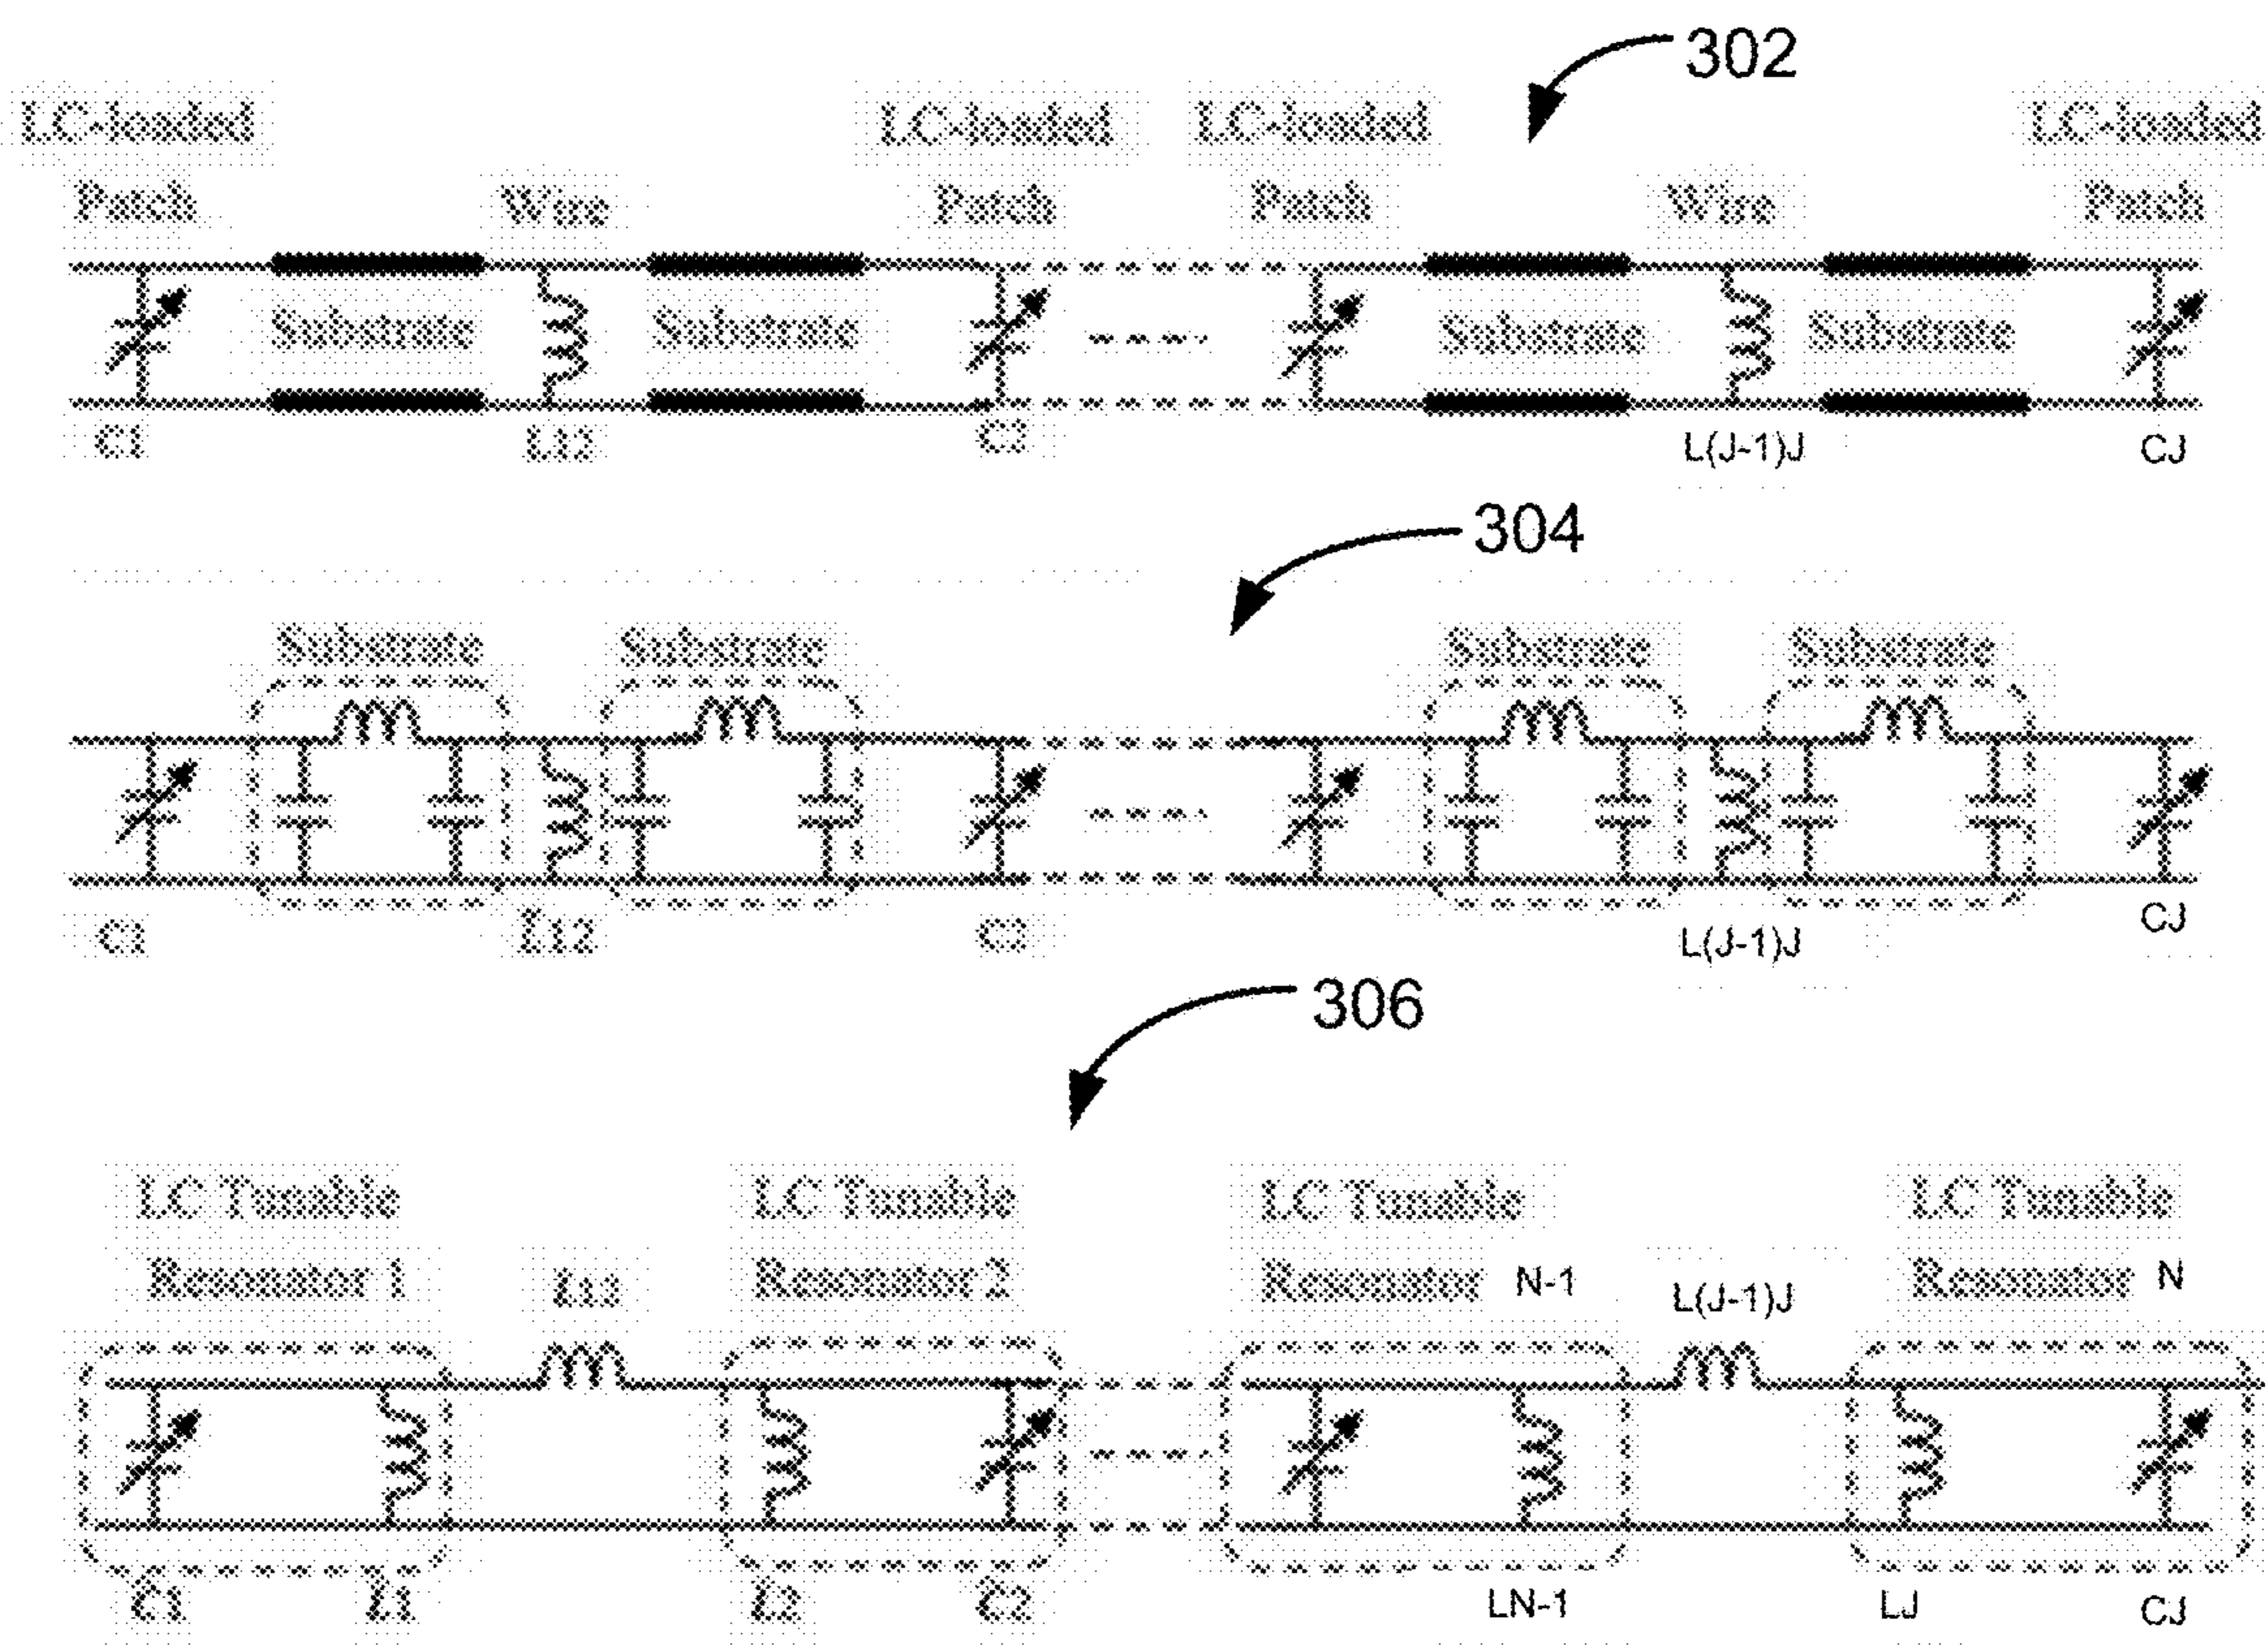 302
LC-loaded LC-loaded LC-loaded LC-loaded
Patch Wire Patch Patch Wire Patch
Substrate Substrate Substrate Substrate
C1 L12 C2 L(J-1)J CJ
304
Substrate Substrate Substrate Substrate
C1 L12 C2 L(J-1)J CJ
306
LC Tunable LC Tunable LC Tunable LC Tunable
Resonator 1 L12 Resonator 2 Resonator N-1 L(J-1)J Resonator N
C1 L1 L2 C2 LN-1 LJ CJ